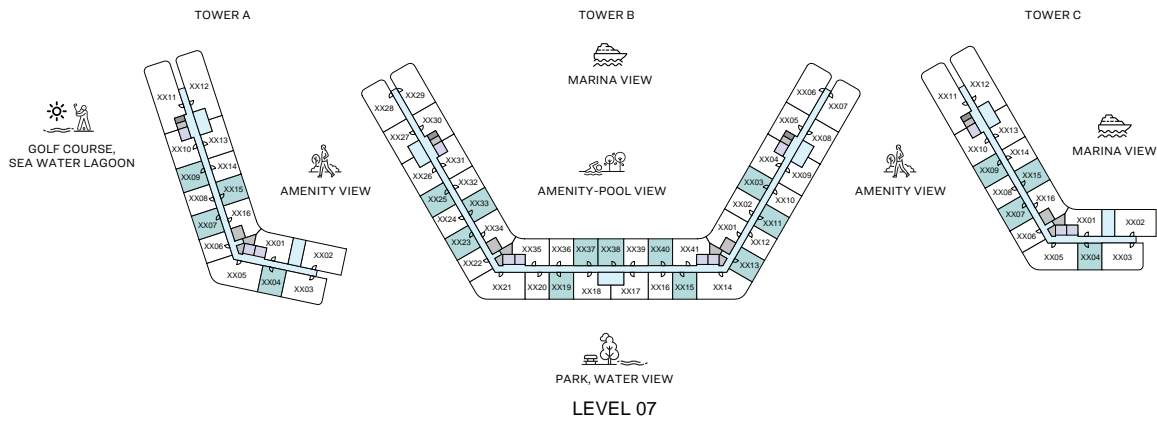 TOWER A
TOWER B
TOWER C
MARINA VIEW
GOLF COURSE,
SEA WATER LAGOON
AMENITY VIEW
AMENITY-POOL VIEW
AMENITY VIEW
MARINA VIEW
PARK, WATER VIEW
LEVEL 07
XX12
XX11
XX13
XX10
XX14
XX09
XX15
XX08
XX16
XX07
XX06
XX01
XX02
XX05
XX04
XX03
XX29
XX28
XX30
XX27
XX31
XX26
XX32
XX25
XX33
XX24
XX34
XX23
XX22
XX35
XX36
XX37
XX38
XX39
XX40
XX41
XX21
XX20
XX19
XX18
XX17
XX16
XX15
XX14
XX06
XX07
XX05
XX08
XX04
XX09
XX03
XX10
XX02
XX11
XX01
XX12
XX13
XX12
XX11
XX13
XX10
XX14
XX09
XX15
XX08
XX16
XX07
XX06
XX01
XX02
XX05
XX04
XX03